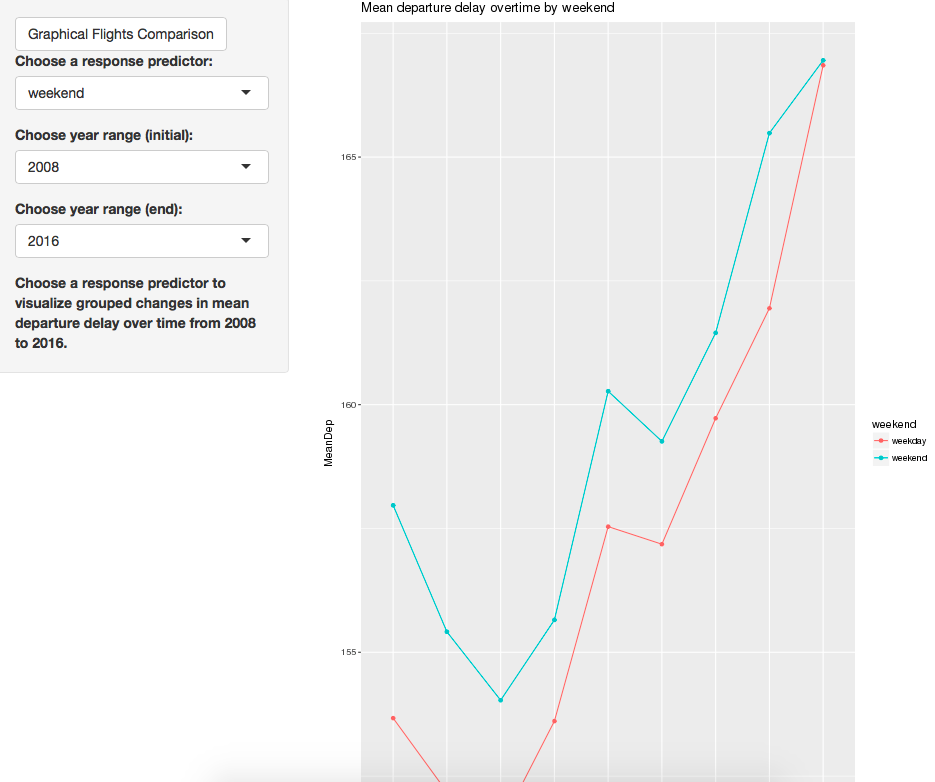 Mean departure delay overtime by weekend
Graphical Flights Comparison
Choose a response predictor:
weekend
Choose year range (initial):
2008
Choose year range (end):
2016
Choose a response predictor to
visualize grouped changes in mean
departure delay over time from 2008
to 2016.
165
160
155
MeanDep
weekend
weekday
weekend